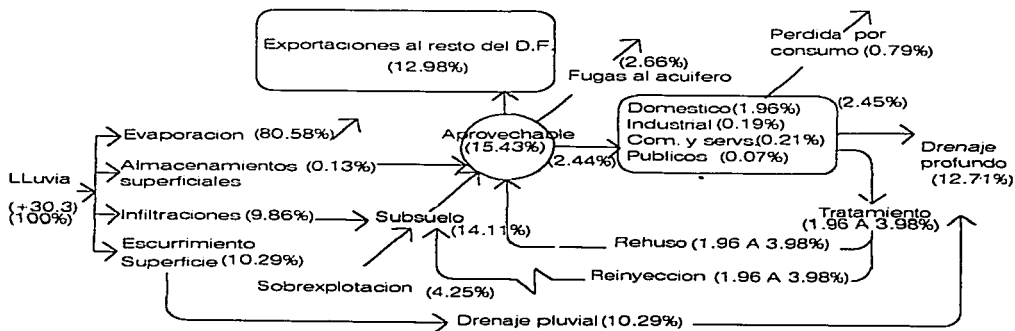 Exportaciones al resto del D.F.
(12.98%)
Perdida por
consumo (0.79%)
(2.66%)
Fugas al acuifero
Evaporacion (80.58%)
Almacenamientos (0.13%)
superficiales
LLuvia
(+30.3)
(100%)
Infiltraciones (9.86%)
Escurrimiento
Superficie (10.29%)
Aprovechable
(15.43%)
(2.44%)
Domestico (1.96%)
Industrial (0.19%)
Com. y servs.(0.21%)
Publicos (0.07%)
(2.45%)
Drenaje
profundo
(12.71%)
Subsuelo
(14.11%)
Sobrexplotacion (4.25%)
Tratamiento
(1.96 A 3.98%)
Rehuso (1.96 A 3.98%)
Reinyeccion (1.96 A 3.98%)
Drenaje pluvial (10.29%)